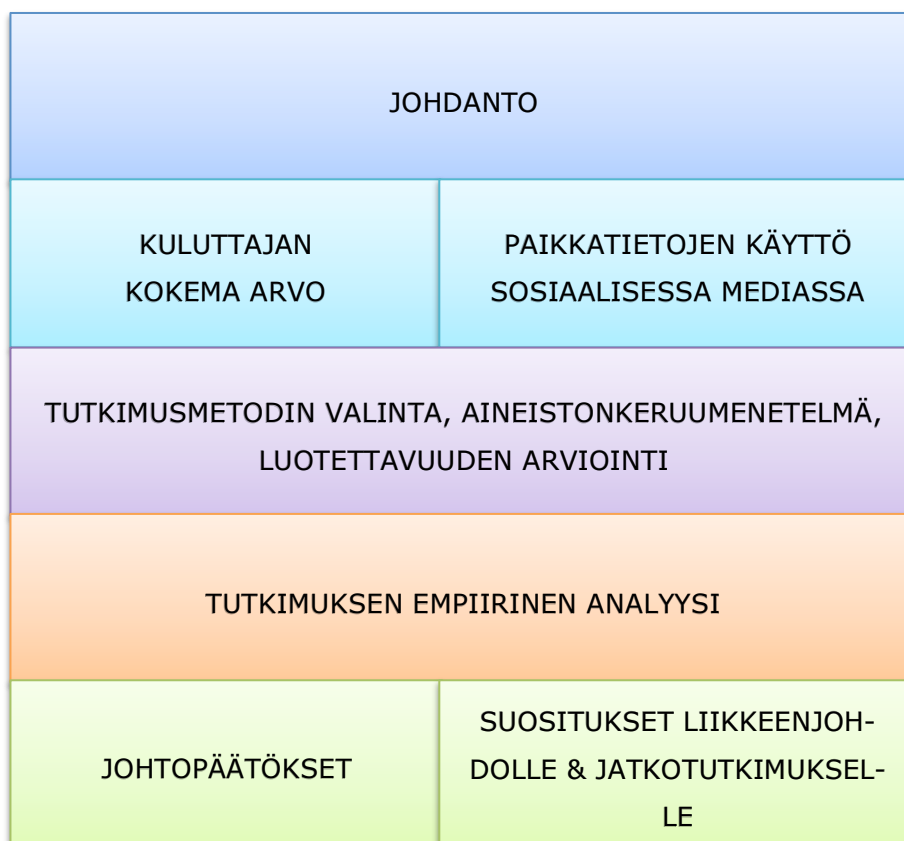 JOHDANTO
KULUTTAJAN
KOKEMA ARVO
PAIKKATIETOJEN KÄYTTÖ
SOSIAALISESSA MEDIASSA
TUTKIMUSMETODIN VALINTA, AINEISTONKERUUMENETELMÄ,
LUOTETTAVUUDEN ARVIOINTI
TUTKIMUKSEN EMPIIRINEN ANALYYSI
JOHTOPÄÄTÖKSET
SUOSITUKSET LIIKKEENJOH-
DOLLE & JATKOTUTKIMUKSEL-
LE